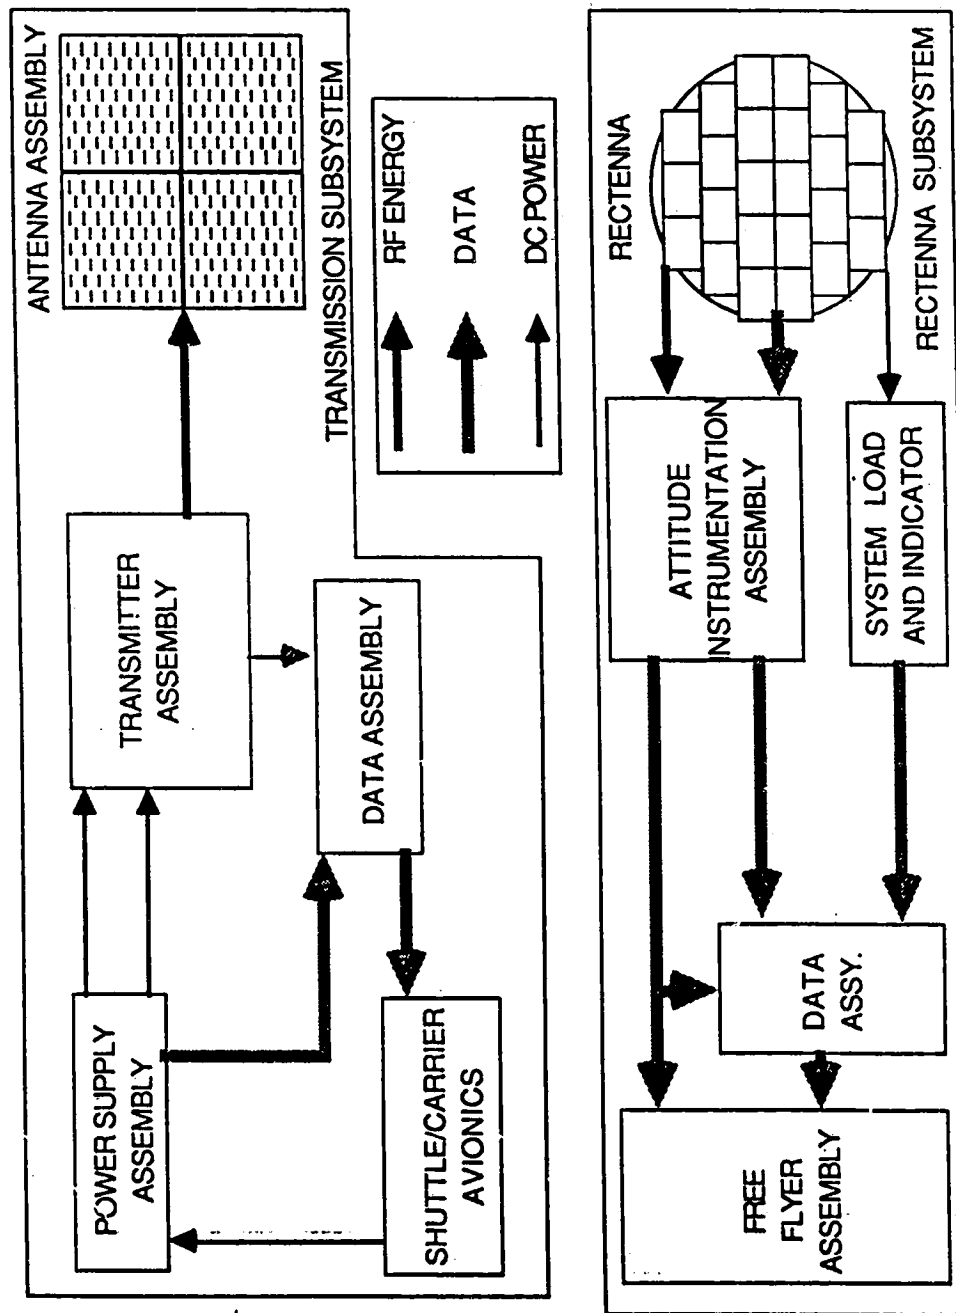 ANTENNA ASSEMBLY
TRANSMISSION SUBSYSTEM
TRANSMITTER
ASSEMBLY
DATA ASSEMBLY
POWER SUPPLY
ASSEMBLY
SHUTTLE/CARRIER
AVIONICS
RF ENERGY
DATA
DC POWER
RECTENNA
RECTENNA SUBSYSTEM
ATTITUDE
INSTRUMENTATION
ASSEMBLY
SYSTEM LOAD
AND INDICATOR
DATA
ASSY.
FREE
FLYER
ASSEMBLY